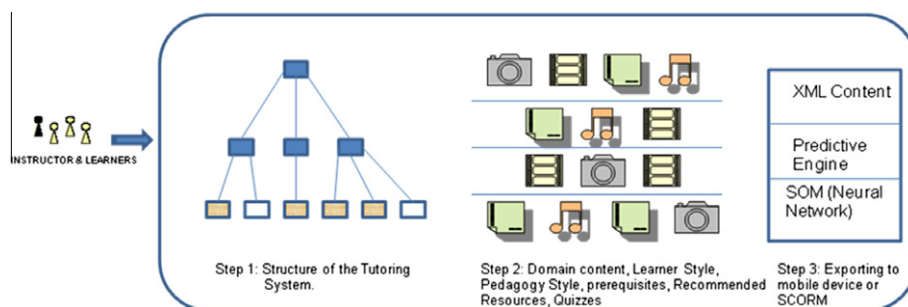 INSTRUCTOR & LEARNERS
Step 1: Structure of the Tutoring
System.
Step 2: Domain content, Learner Style,
Pedagogy Style, prerequisites, Recommended
Resources, Quizzes
XML Content
Predictive
Engine
SOM (Neural
Network)
Step 3: Exporting to
mobile device or
SCORM